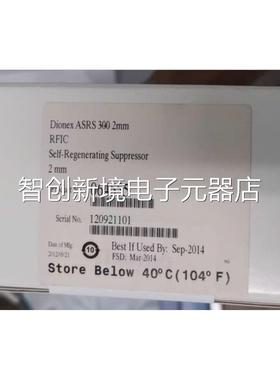 Dionex ASRS 300 2mm
RFIC
Self-Regenerating Suppressor
2 mm
智创新境电子元器店
Serial No. 120921101
Date of Mfg
2012/09/21
10
Best If Used By: Sep-2014
FSD: Mar-2014
Store Below 40°C(104°F)